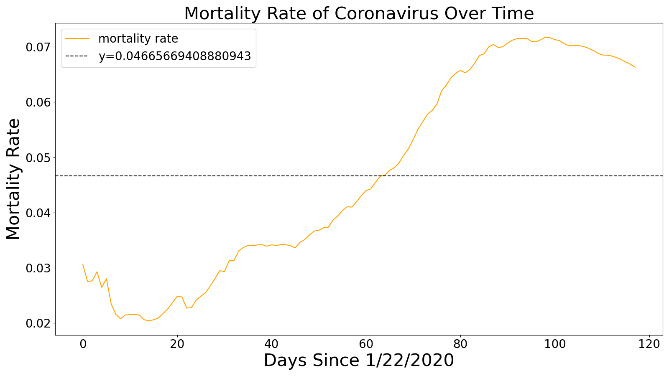 Mortality Rate of Coronavirus Over Time
mortality rate
y=0.04665669408880943
0.07
0.06
0.05
0.04
0.03
0.02
Mortality Rate
0 20 40 60 80 100 120
Days Since 1/22/2020